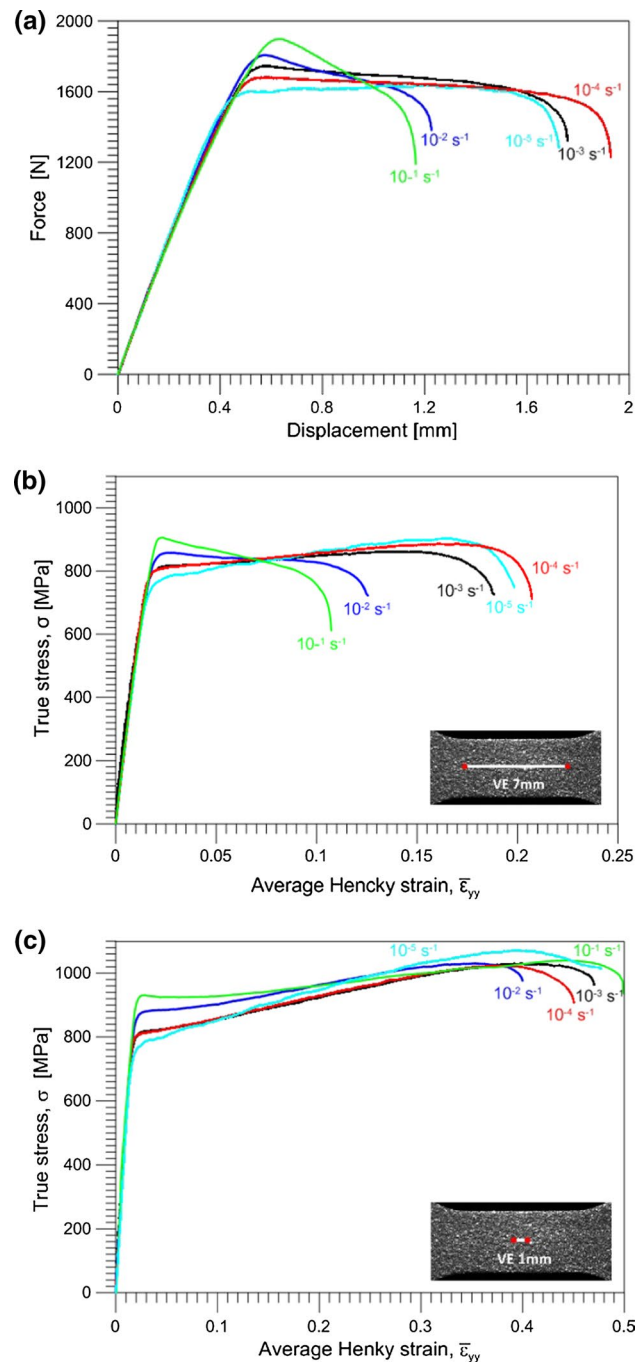 (a)
2000
1600
1200
800
400
0
Force [N]
10-4 s-1
10-5 s-1
10-3 s-1
10-2 s-1
10-1 s-1
0 0.4 0.8 1.2 1.6 2
Displacement [mm]
(b)
1000
800
600
400
200
0
True stress, σ [MPa]
10-4 s-1
10-3 s-1
10-5 s-1
10-2 s-1
10-1 s-1
VE 7mm
0 0.05 0.1 0.15 0.2 0.25
Average Hencky strain, ε̅yy
(c)
1000
800
600
400
200
0
True stress, σ [MPa]
10-5 s-1
10-1 s-1
10-2 s-1
10-3 s-1
10-4 s-1
VE 1mm
0 0.1 0.2 0.3 0.4 0.5
Average Henky strain, ε̅yy